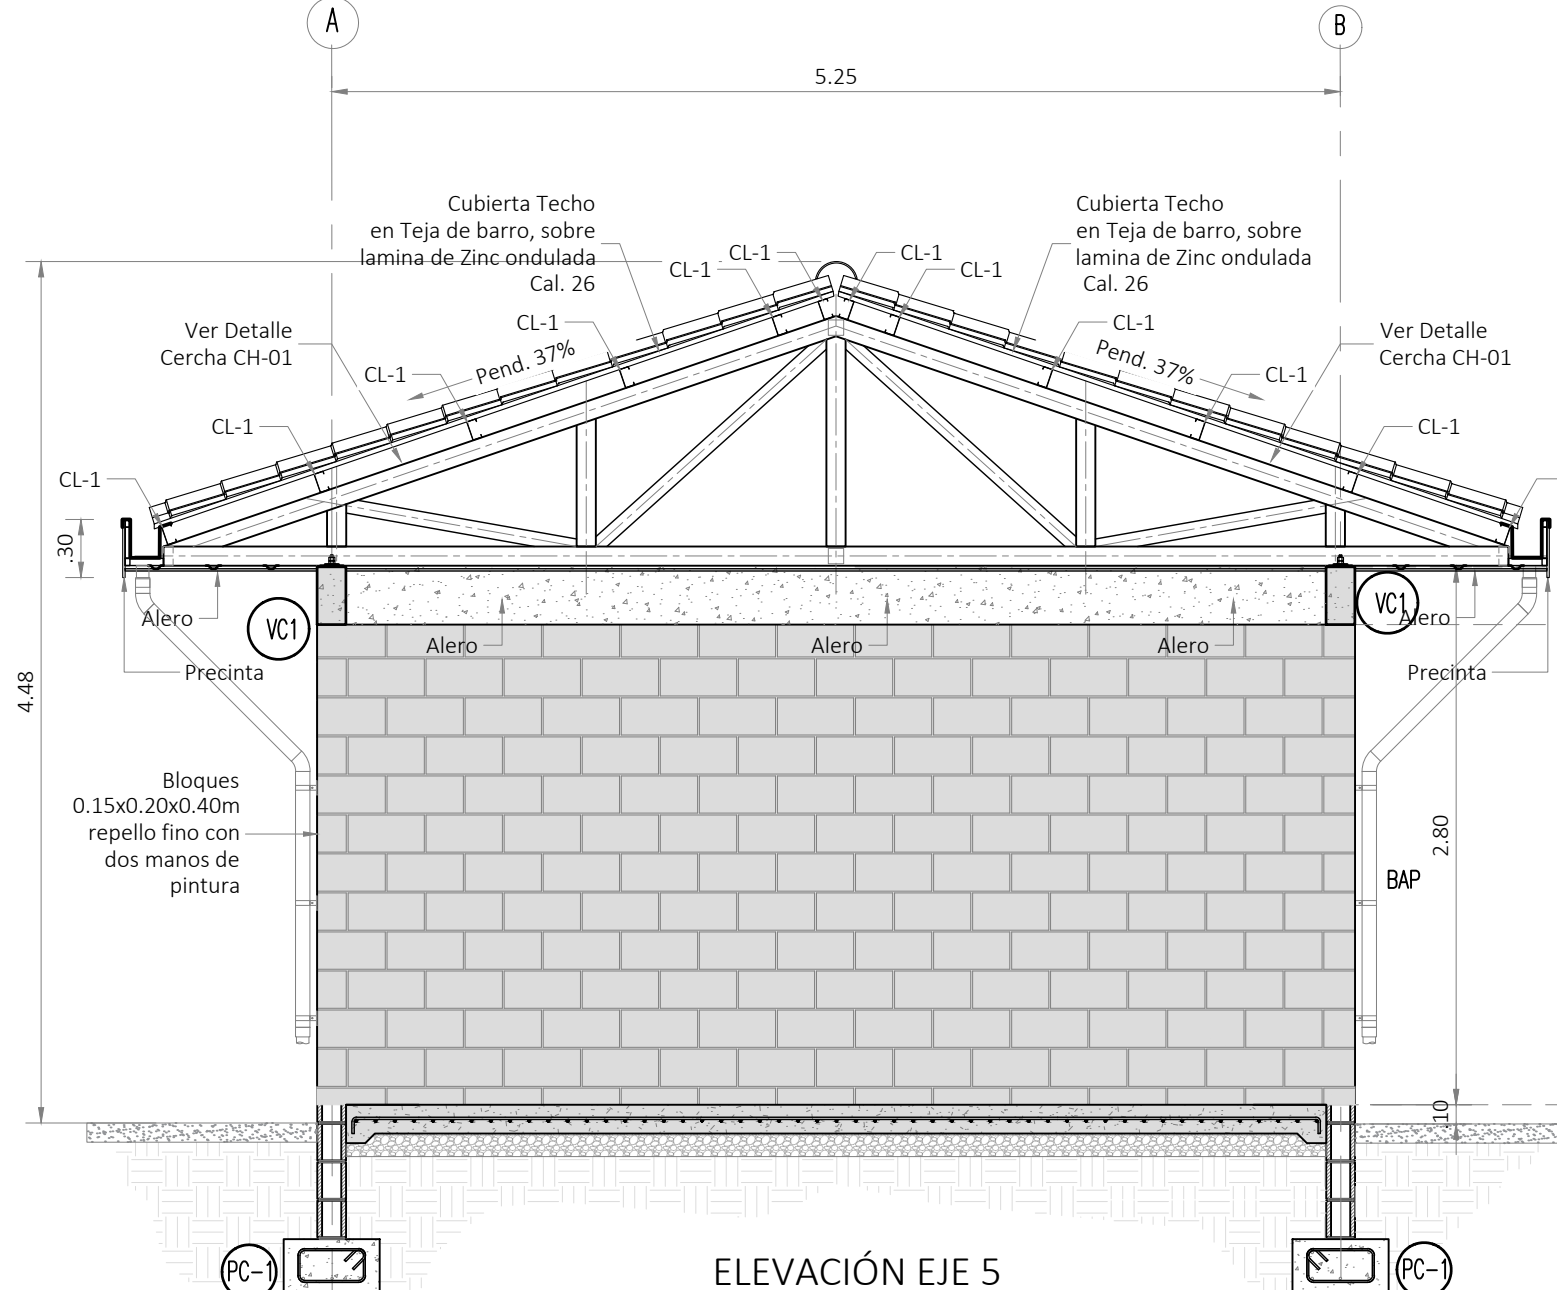 A
B
5.25
Cubierta Techo
en Teja de barro, sobre
lamina de Zinc ondulada
Cal. 26
Cubierta Techo
en Teja de barro, sobre
lamina de Zinc ondulada
Cal. 26
CL-1
CL-1
CL-1
CL-1
CL-1
CL-1
Ver Detalle
Cercha CH-01
Ver Detalle
Cercha CH-01
Pend. 37%
Pend. 37%
CL-1
CL-1
CL-1
CL-1
CL-1
.30
Alero
VC1
VC1
Alero
Alero
Alero
Alero
Precinta
Precinta
4.48
Bloques
0.15x0.20x0.40m
repello fino con
dos manos de
pintura
2.80
BAP
.10
PC-1
ELEVACIÓN EJE 5
PC-1